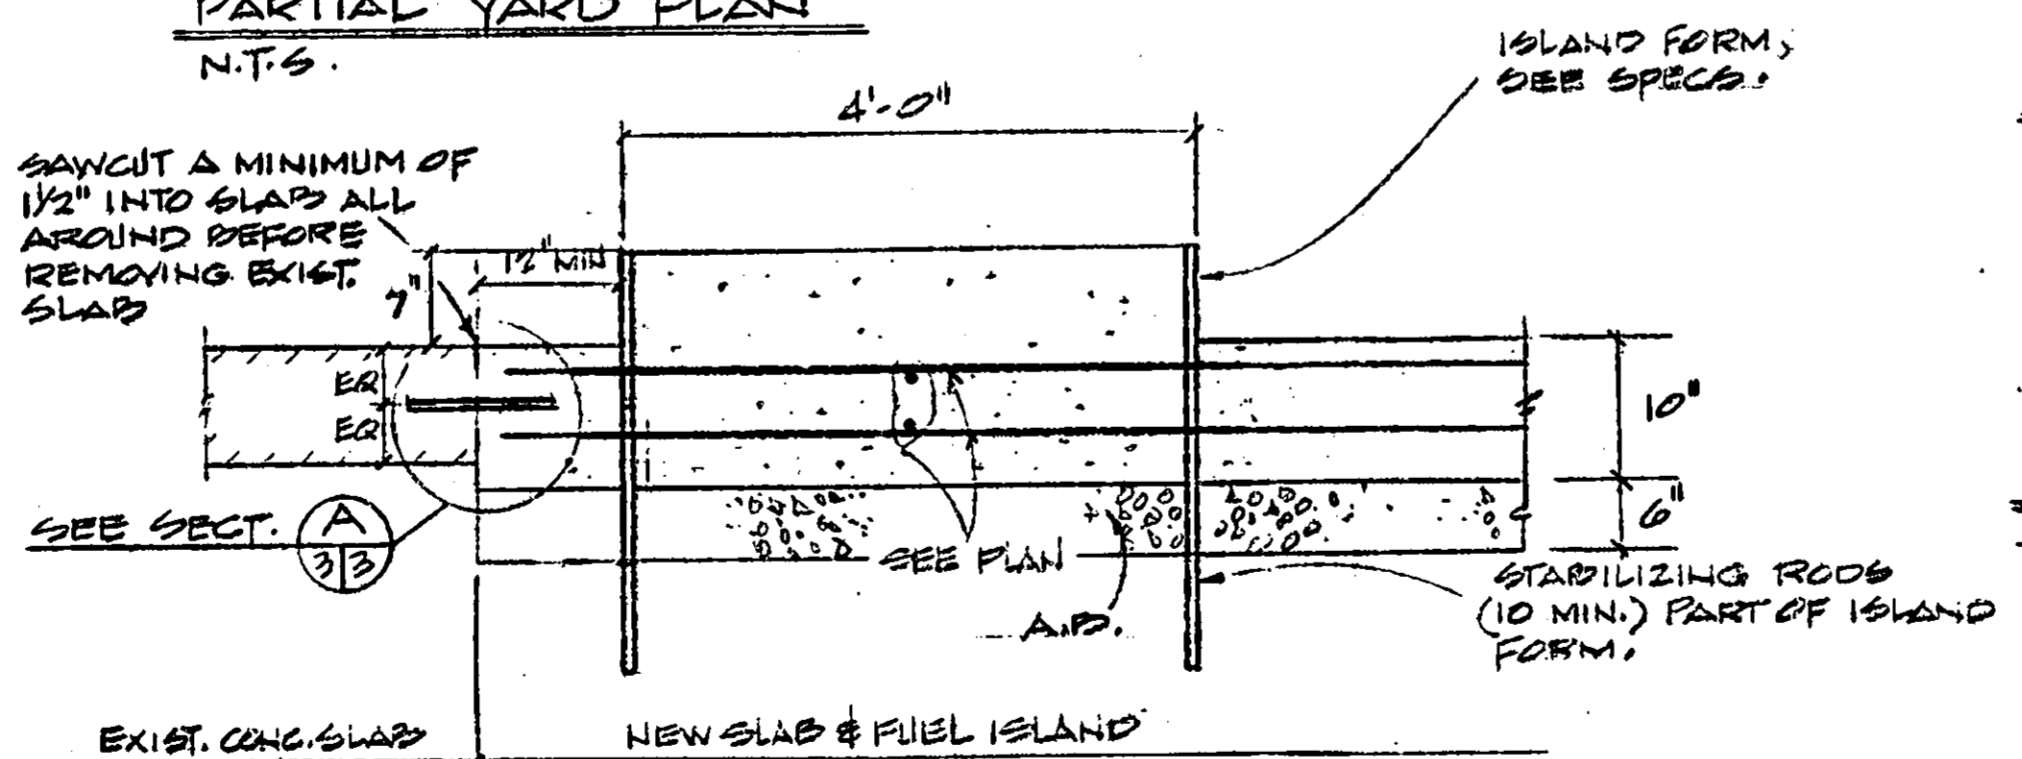 PARTIAL YARD PLAN
N.T.S.
ISLAND FORM,
SEE SPECS.
4'-0"
SAWCUT A MINIMUM OF
1 1/2" INTO SLAB ALL
AROUND BEFORE
REMOVING EXIST.
SLAB
7"
12" MIN
EQ
EQ
10"
6"
SEE SECT.
A
3 3
SEE PLAN
A.B.
STABILIZING RODS
(10 MIN.) PART OF ISLAND
FORM.
EXIST. CONC. SLAB
NEW SLAB & FUEL ISLAND